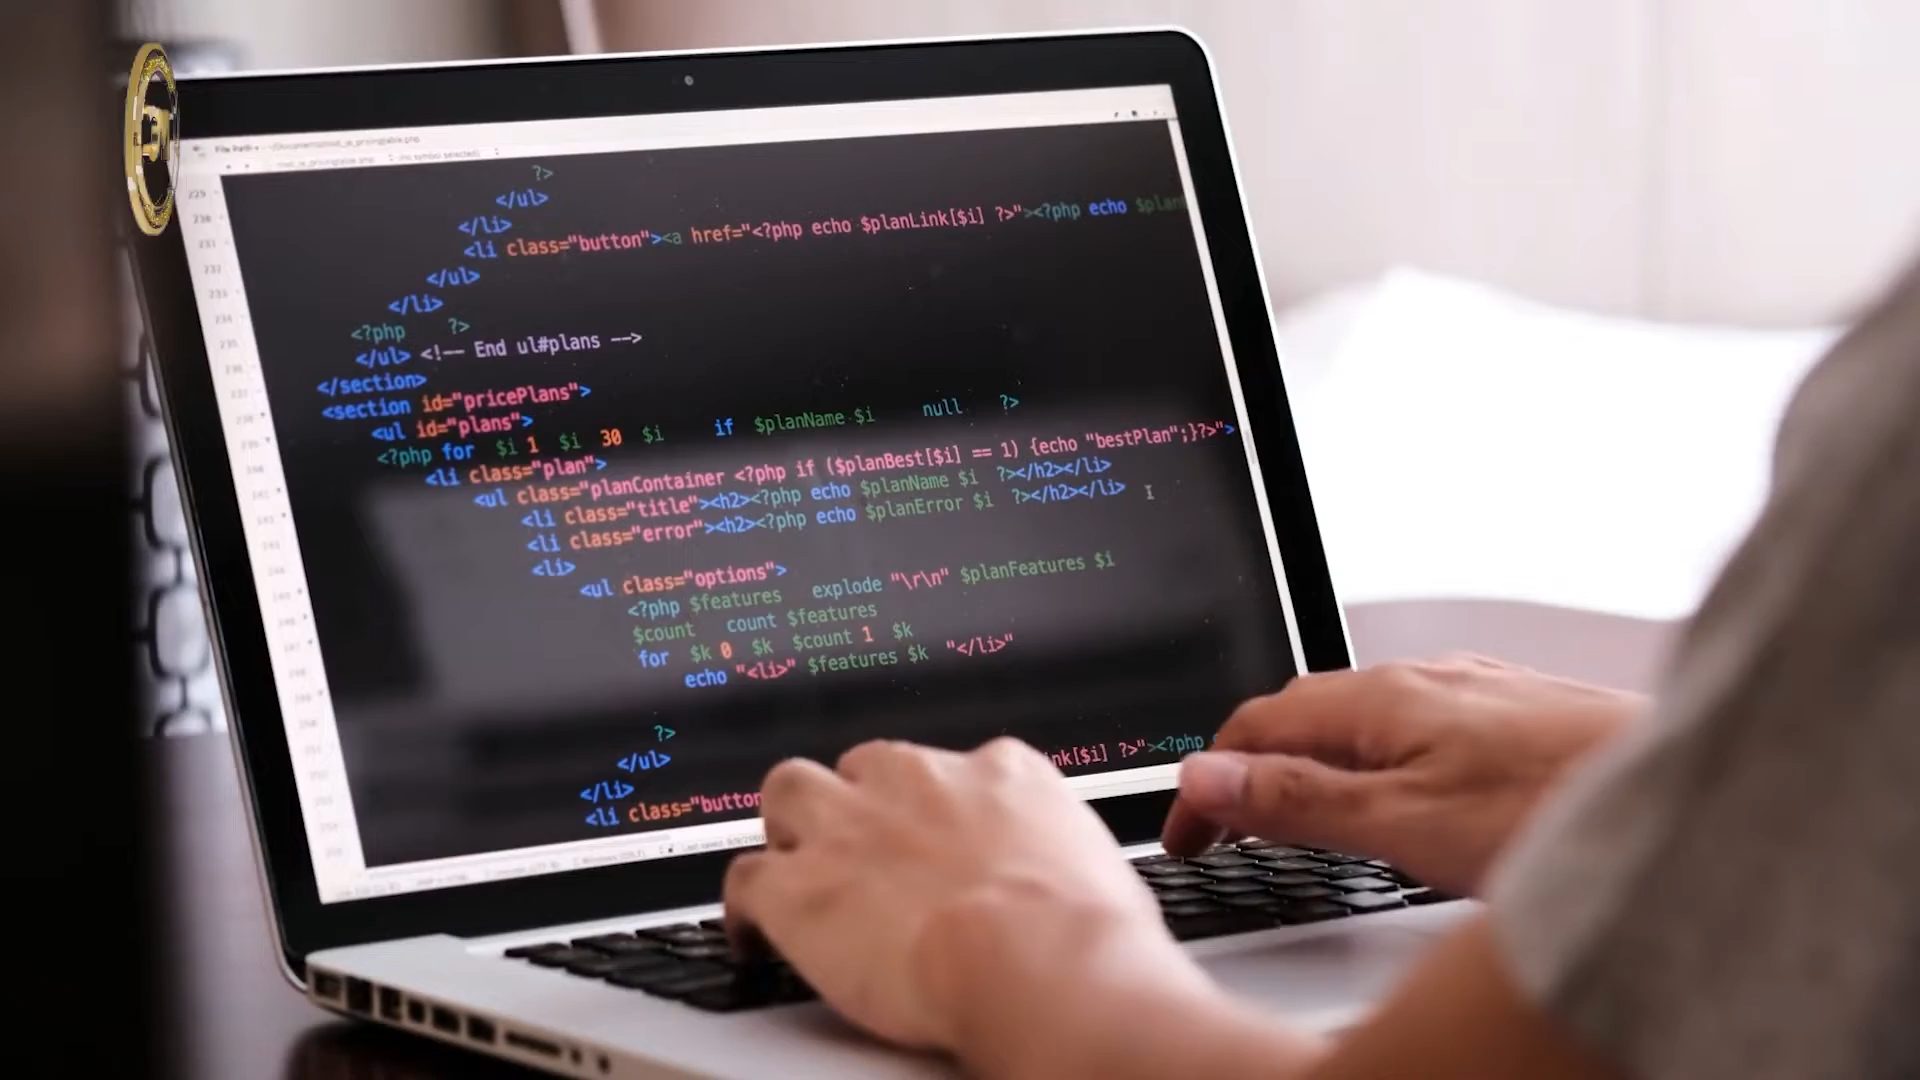 ?>
</ul>
</li>
<li class="button"><a href="<?php echo $planLink[$i] ?>"><?php echo
</ul>
</li>
<?php ?>
</ul> <!-- End ul#plans -->
</section>
<section id="pricePlans">
<ul id="plans">
<?php for $i 1 $i 30 $i if $planName $i null ?>
<li class="plan">
<ul class="planContainer <?php if ($planBest[$i] == 1) {echo "bestPlan";}?>">
<li class="title"><h2><?php echo $planName $i ?></h2></li>
<li class="error"><h2><?php echo $planError $i ?></h2></li>
<li>
<ul class="options">
<?php $features explode "\r\n" $planFeatures $i
$count count $features
for $k 0 $k $count 1 $k
echo "<li>" $features $k "</li>"
?>
</ul>
</li>
<li class="button ink[$i] ?>"><?php